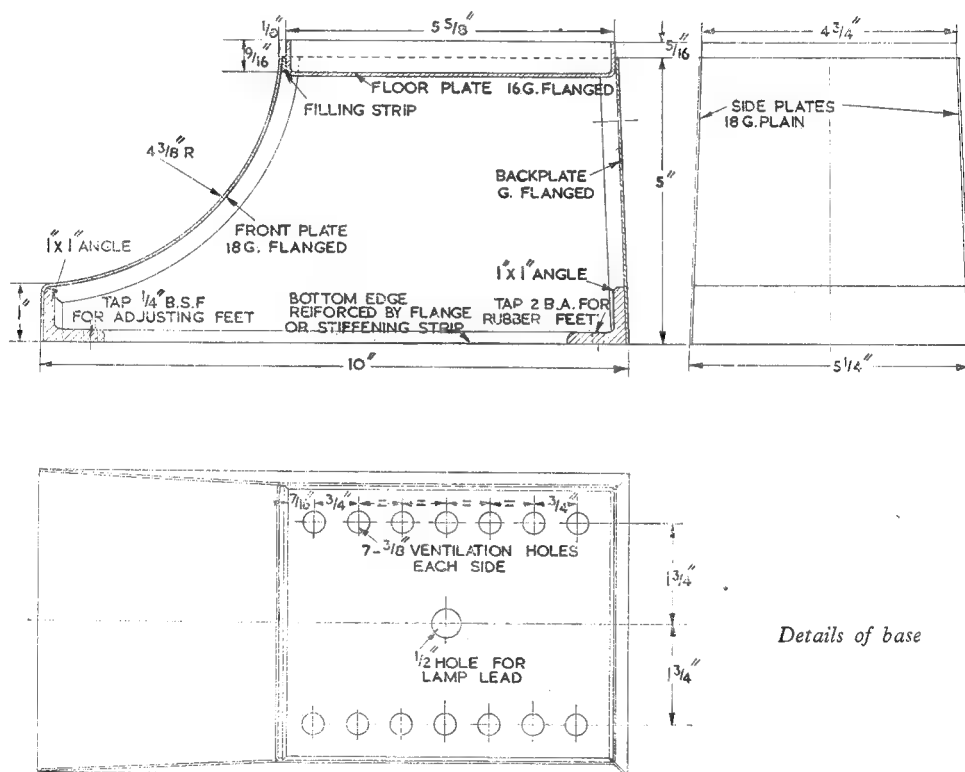 1/8"
5 5/8"
9/16"
5/16"
4 3/4"
FLOOR PLATE 16G. FLANGED
FILLING STRIP
SIDE PLATES
18 G. PLAIN
4 3/8" R
BACKPLATE
G. FLANGED
5"
FRONT PLATE
18G. FLANGED
1" x 1" ANGLE
1" x 1" ANGLE
1"
TAP 1/4" B.S.F
FOR ADJUSTING FEET
BOTTOM EDGE
REIFORCED BY FLANGE
OR STIFFENING STRIP
TAP 2 B.A. FOR
RUBBER FEET
10"
5 1/4"
7/16"
3/4"
= = = =
3/4"
7-3/8" VENTILATION HOLES
EACH SIDE
1 3/4"
1/2" HOLE FOR
LAMP LEAD
1 3/4"
Details of base